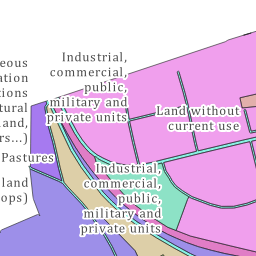 Industrial,
commercial,
public,
military and
private units
Land without
current use
Pastures
Industrial,
commercial,
public,
military and
private units